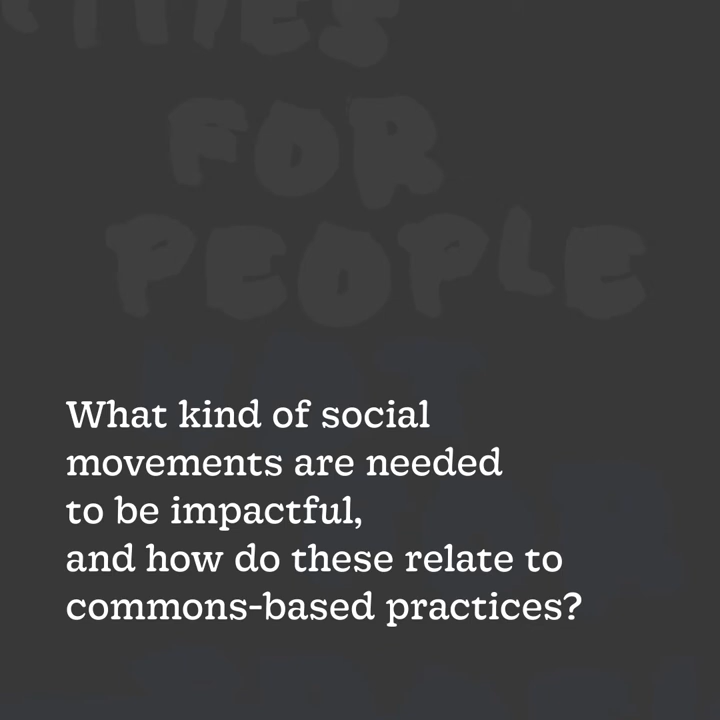 FOR
PEOPLE
What kind of social
movements are needed
to be impactful,
and how do these relate to
commons-based practices?